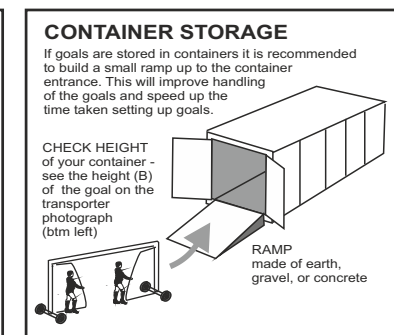 CONTAINER STORAGE
If goals are stored in containers it is recommended
to build a small ramp up to the container
entrance. This will improve handling
of the goals and speed up the
time taken setting up goals.
CHECK HEIGHT
of your container -
see the height (B)
of the goal on the
transporter
photograph
(btm left)
RAMP
made of earth,
gravel, or concrete